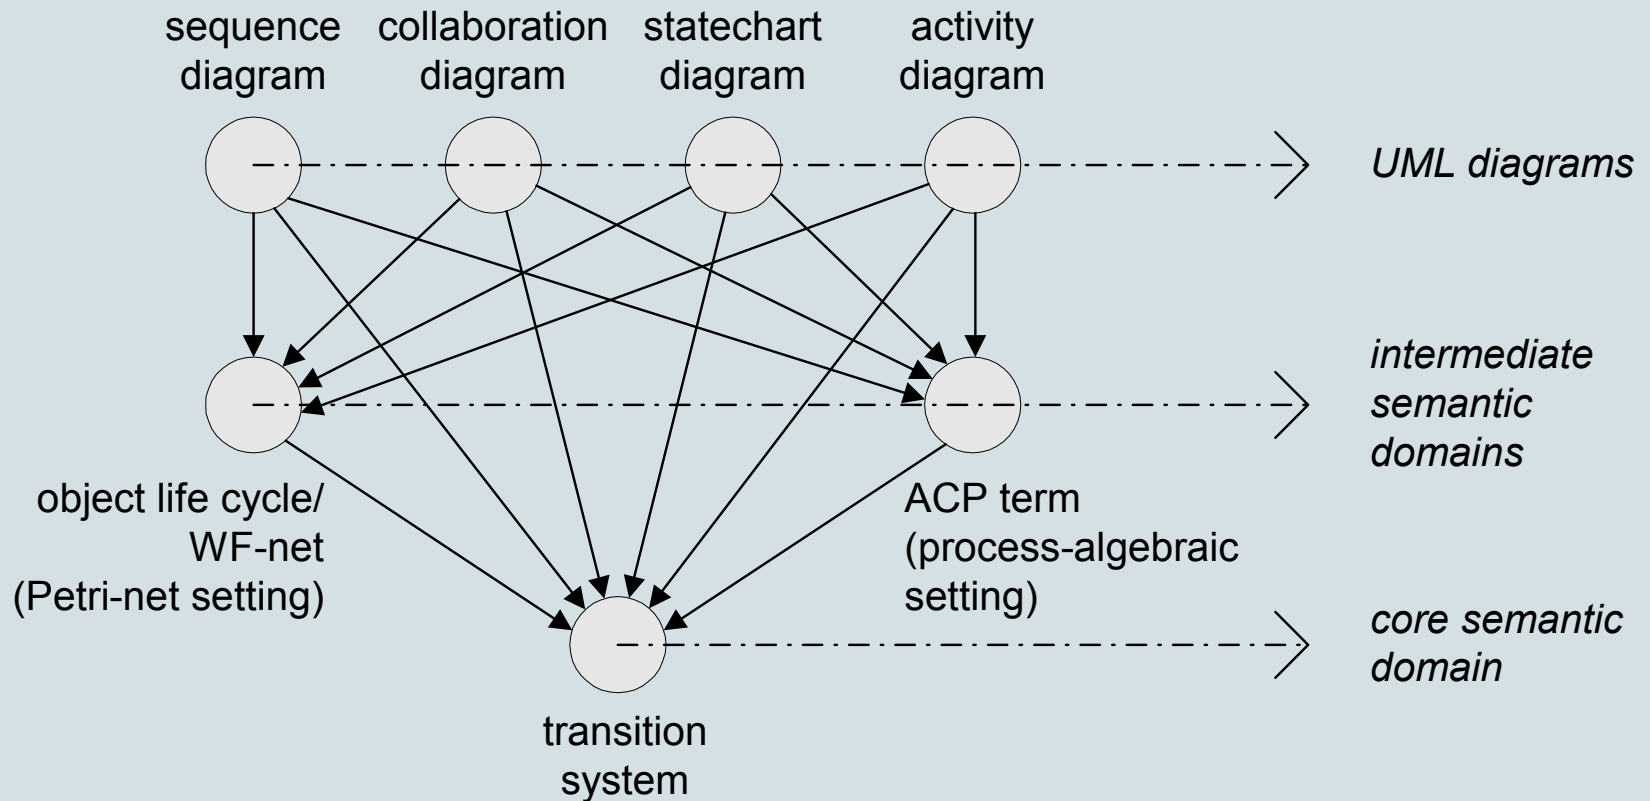 sequence
diagram
collaboration
diagram
statechart
diagram
activity
diagram
UML diagrams
intermediate
semantic
domains
object life cycle/
WF-net
(Petri-net setting)
ACP term
(process-algebraic
setting)
core semantic
domain
transition
system